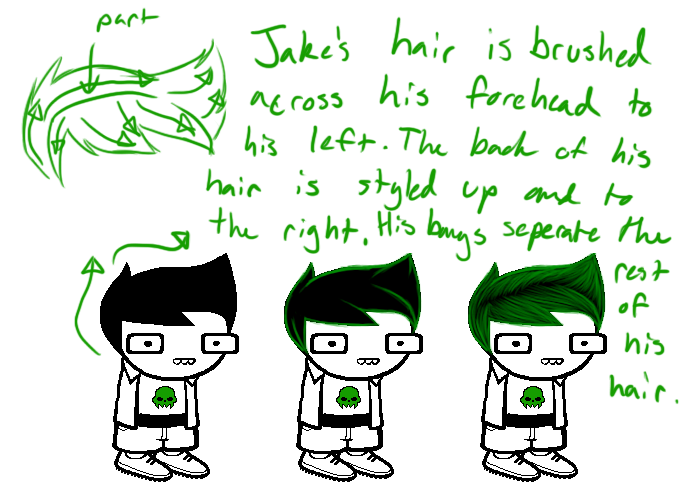 part
Jake's hair is brushed
across his forehead to
his left. The back of his
hair is styled up and to
the right. His bangs seperate the
rest
of
his
hair.